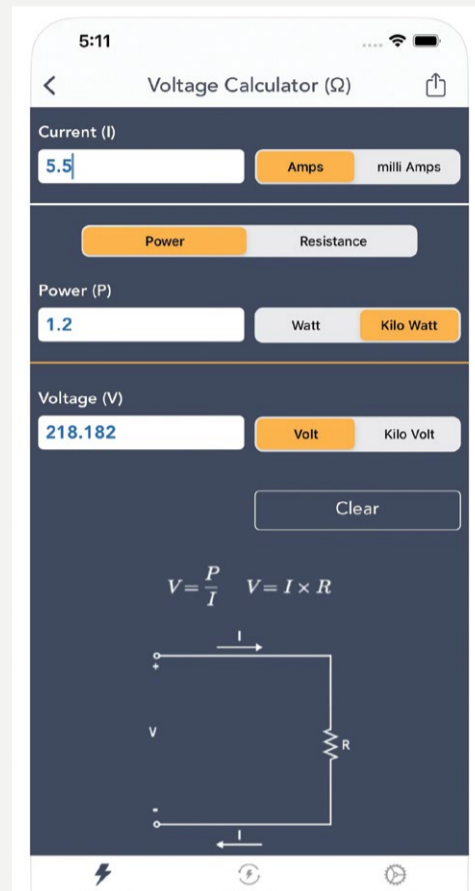 5:11
Voltage Calculator (Ω)
Current (I)
5.5 Amps milli Amps
Power Resistance
Power (P)
1.2 Watt Kilo Watt
Voltage (V)
218.182 Volt Kilo Volt
Clear
V = P/I V = I × R
I
+
V R
-
I